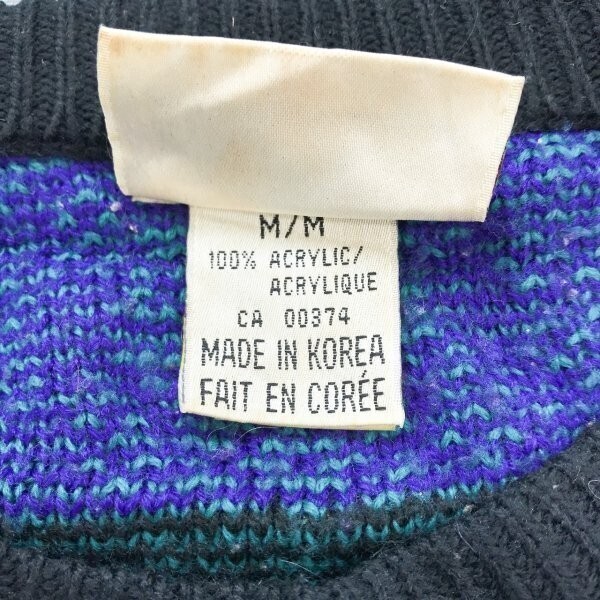 M/M
100% ACRYLIC/
ACRYLIQUE
CA 00374
MADE IN KOREA
FAIT EN CORÉE